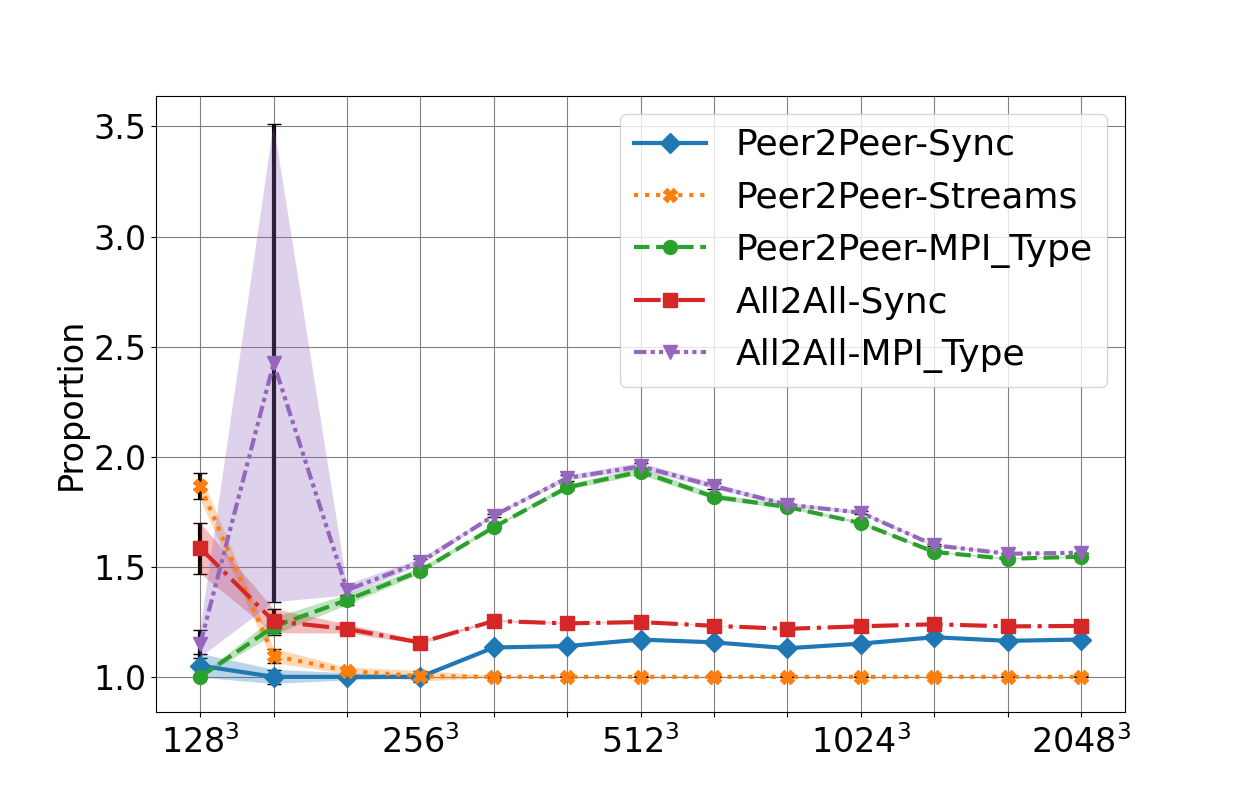 3.5
3.0
2.5
2.0
1.5
1.0
Proportion
Peer2Peer-Sync
Peer2Peer-Streams
Peer2Peer-MPI_Type
All2All-Sync
All2All-MPI_Type
128³ 256³ 512³ 1024³ 2048³